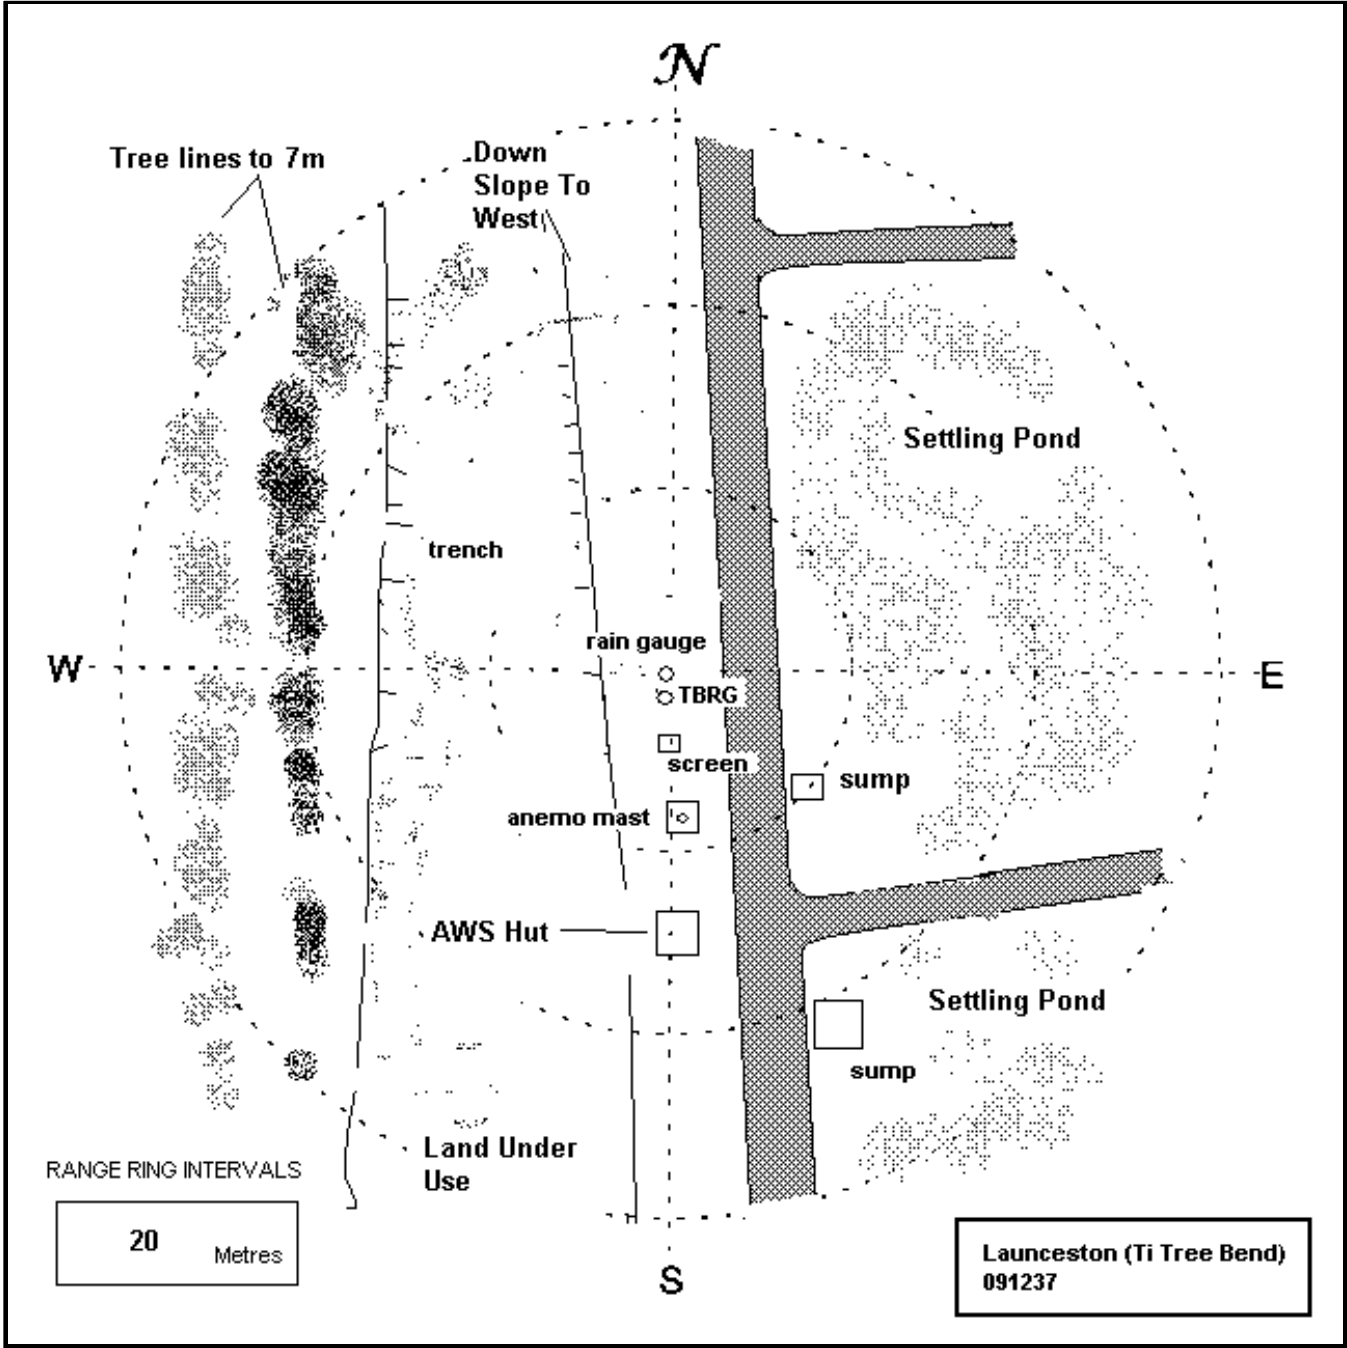 N
Tree lines to 7m
Down
Slope To
West
Settling Pond
trench
rain gauge
W
E
TBRG
screen
sump
anemo mast
AWS Hut
Settling Pond
sump
Land Under
Use
RANGE RING INTERVALS
20 Metres
S
Launceston (Ti Tree Bend)
091237